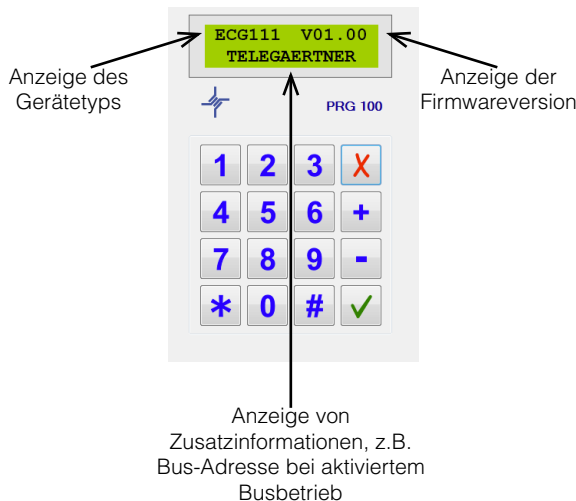 ECG111 V01.00
TELEGAERTNER
Anzeige des
Gerätetyps
Anzeige der
Firmwareversion
PRG 100
1 2 3 X
4 5 6 +
7 8 9 -
* 0 # ✓
Anzeige von
Zusatzinformationen, z.B.
Bus-Adresse bei aktiviertem
Busbetrieb